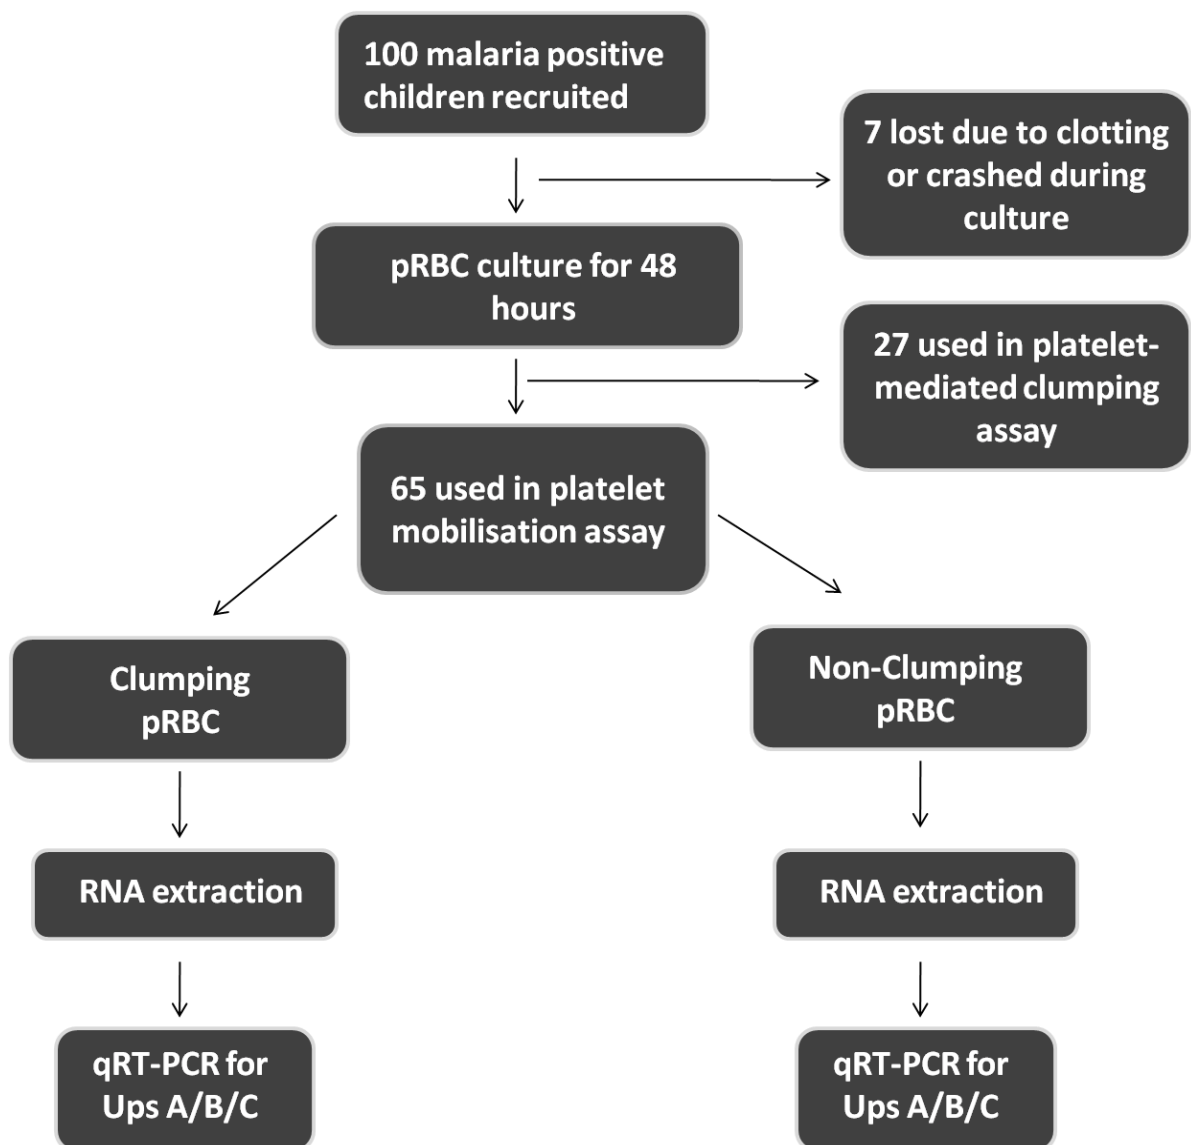 100 malaria positive
children recruited
7 lost due to clotting
or crashed during
culture
pRBC culture for 48
hours
27 used in platelet-
mediated clumping
assay
65 used in platelet
mobilisation assay
Clumping
pRBC
Non-Clumping
pRBC
RNA extraction
RNA extraction
qRT-PCR for
Ups A/B/C
qRT-PCR for
Ups A/B/C